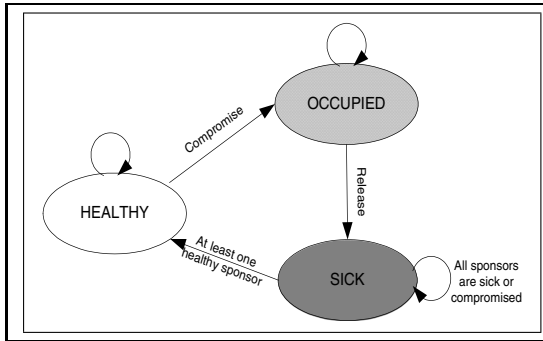 OCCUPIED
Compromise
HEALTHY
Release
At least one
healthy sponsor
SICK
All sponsors
are sick or
compromised